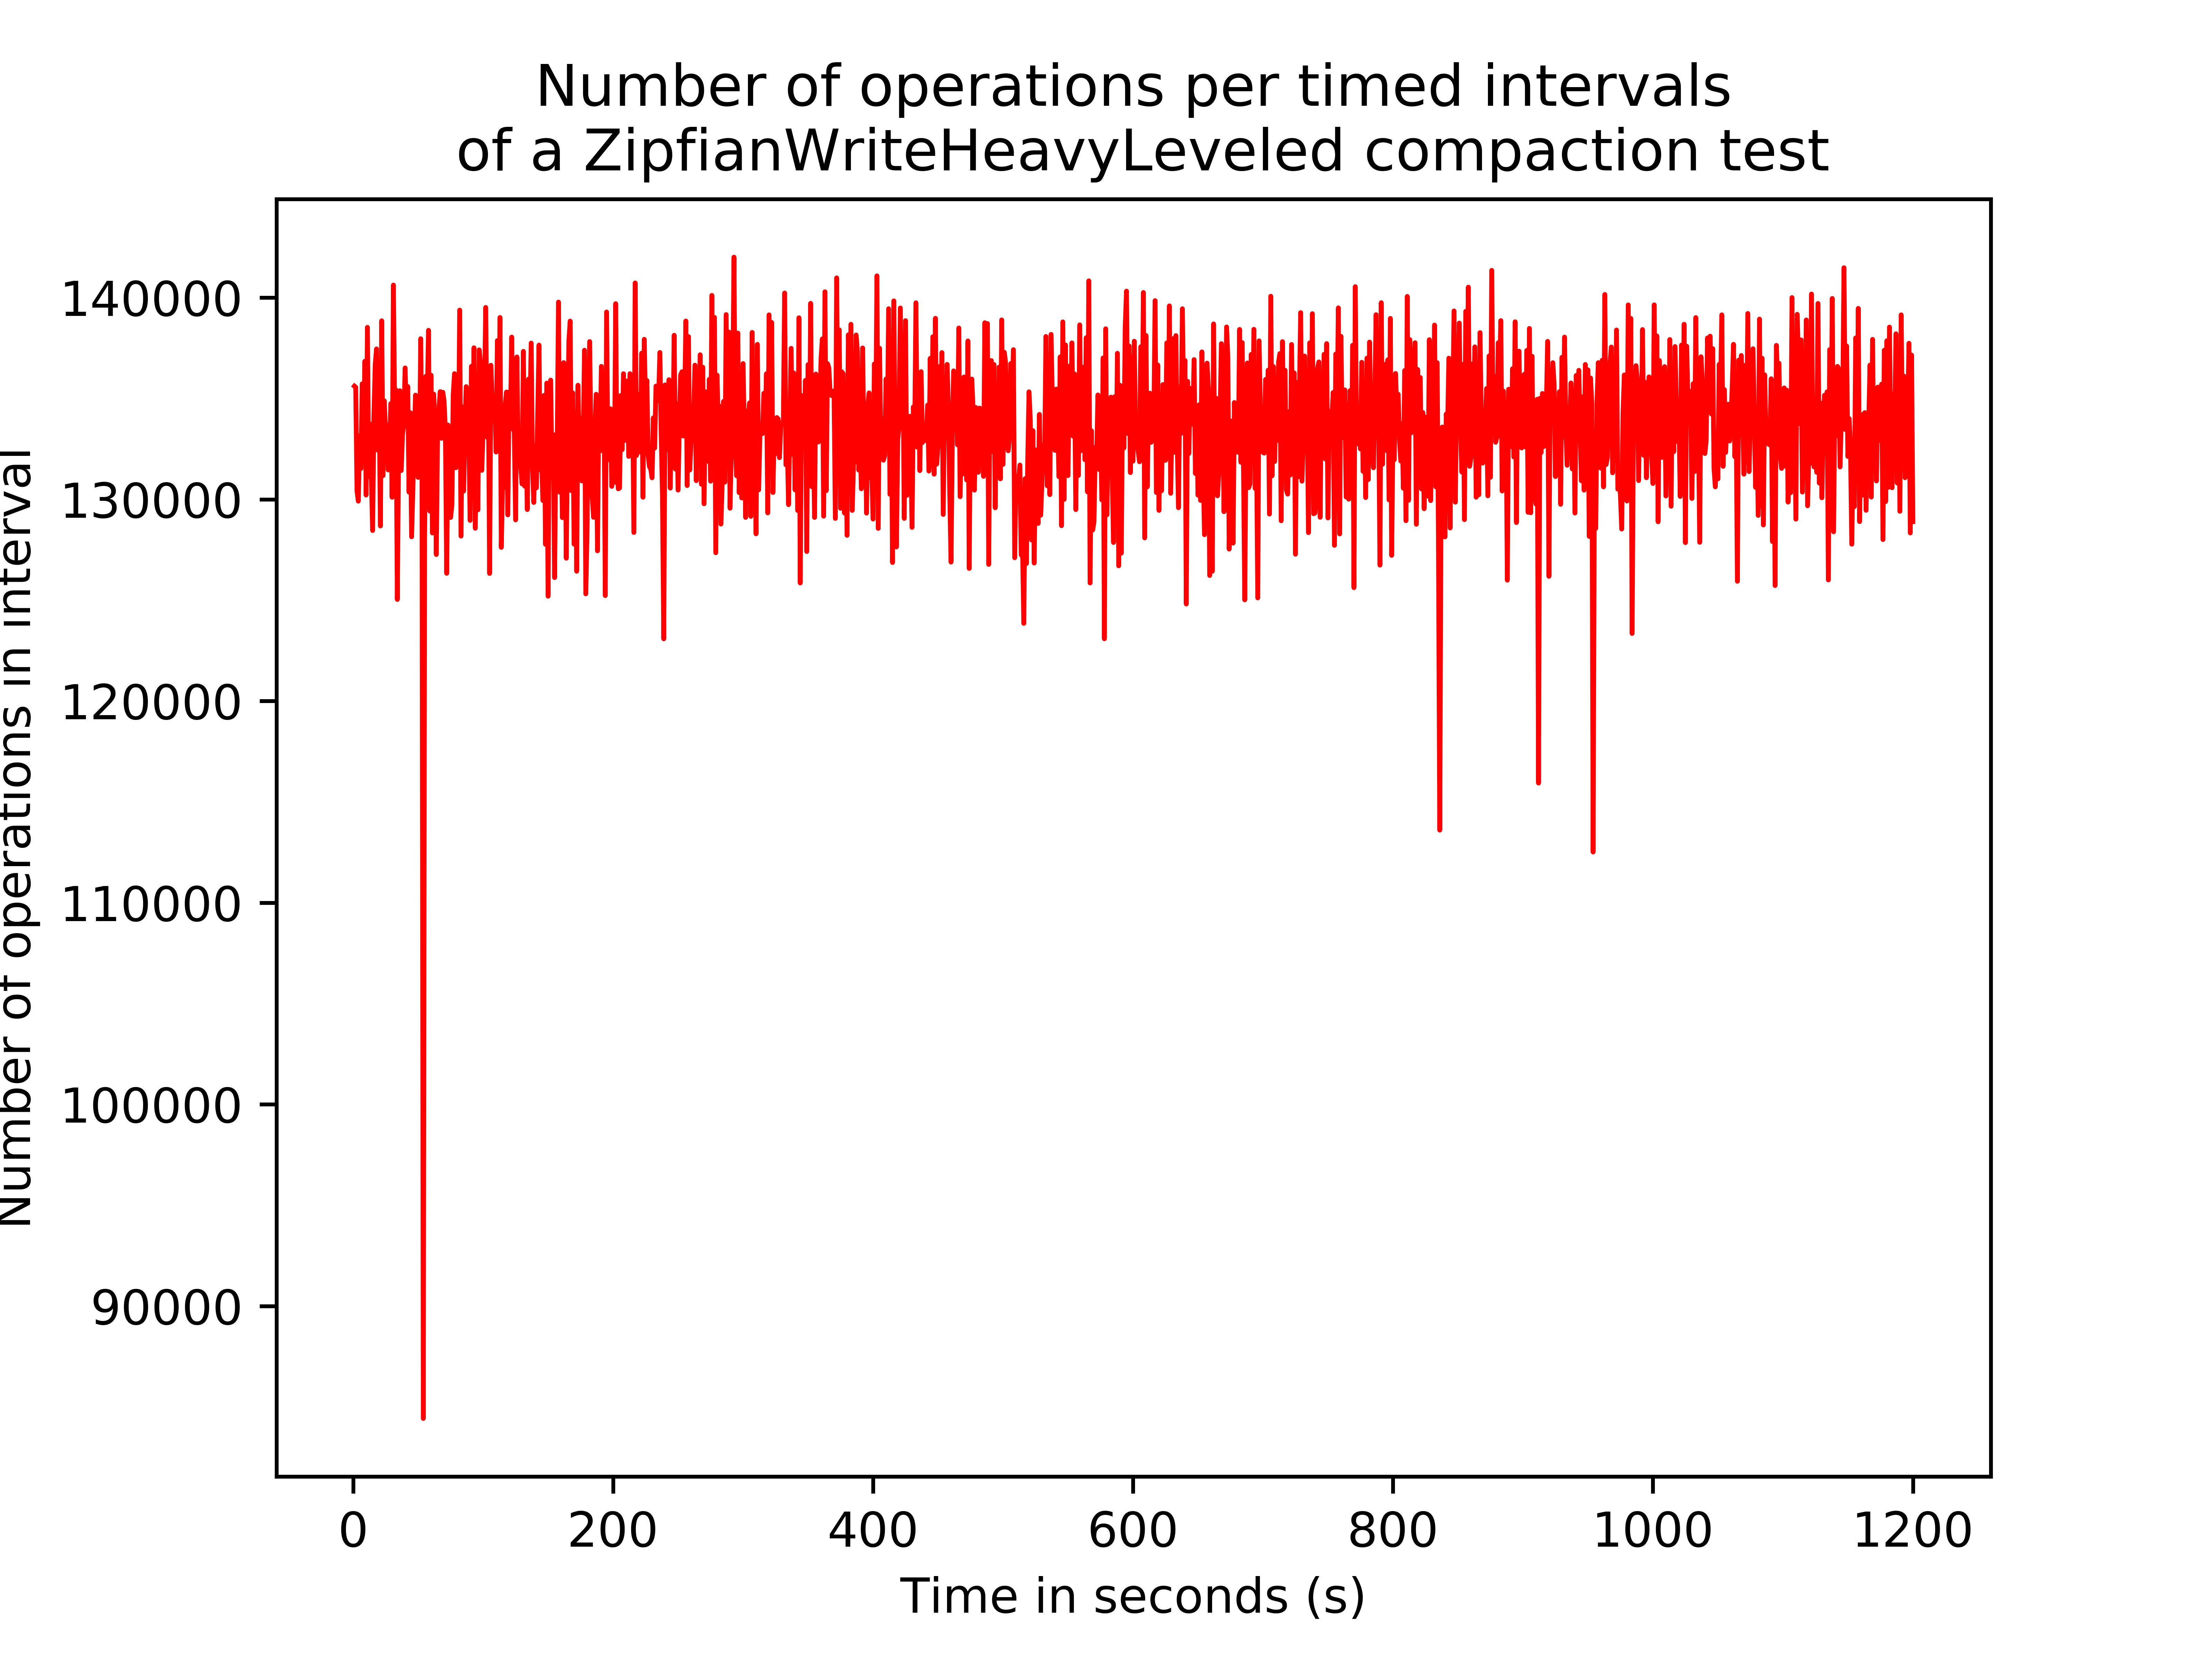 Number of operations per timed intervals
of a ZipfianWriteHeavyLeveled compaction test
Number of operations in interval
140000
130000
120000
110000
100000
90000
0 200 400 600 800 1000 1200
Time in seconds (s)